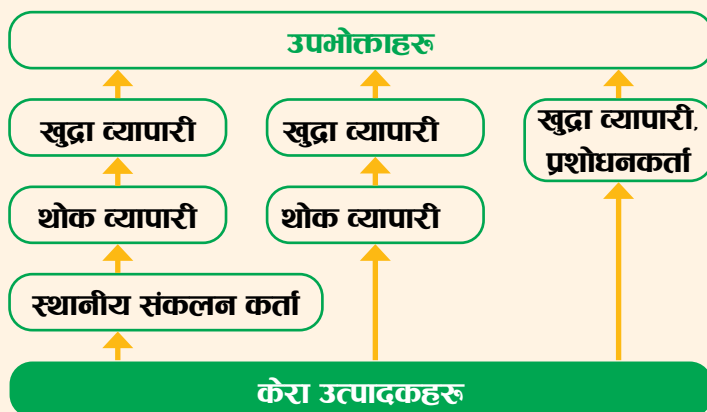 उपभोक्ताहरू
खुद्रा व्यापारी
खुद्रा व्यापारी
खुद्रा व्यापारी,
प्रशोधनकर्ता
थोक व्यापारी
थोक व्यापारी
स्थानीय संकलन कर्ता
केरा उत्पादकहरू